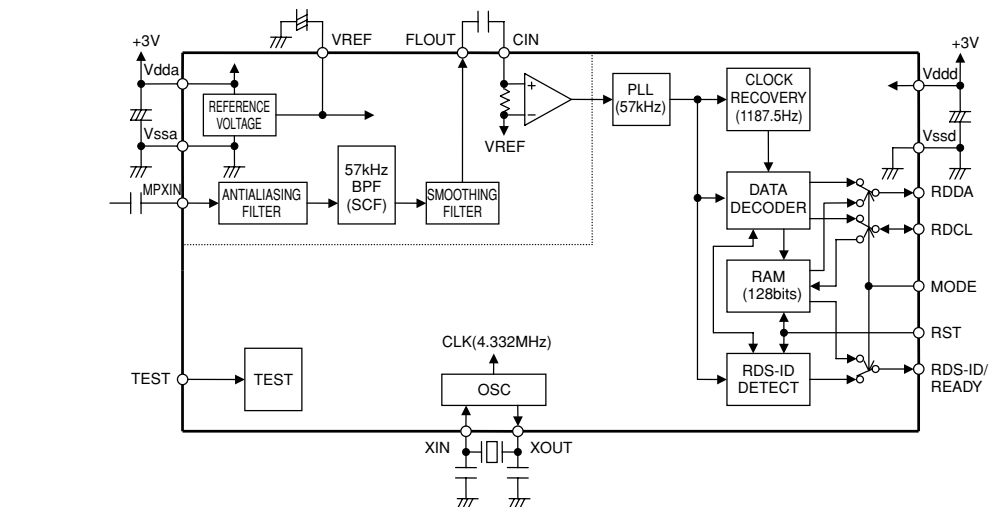 VREF
FLOUT
CIN
+3V
+3V
Vdda
Vddd
REFERENCE
VOLTAGE
+
−
VREF
PLL
(57kHz)
CLOCK
RECOVERY
(1187.5Hz)
Vssa
Vssd
MPXIN
ANTIALIASING
FILTER
57kHz
BPF
(SCF)
SMOOTHING
FILTER
DATA
DECODER
RDDA
RDCL
RAM
(128bits)
MODE
RST
CLK(4.332MHz)
TEST
TEST
OSC
RDS-ID
DETECT
RDS-ID/
READY
XIN
XOUT